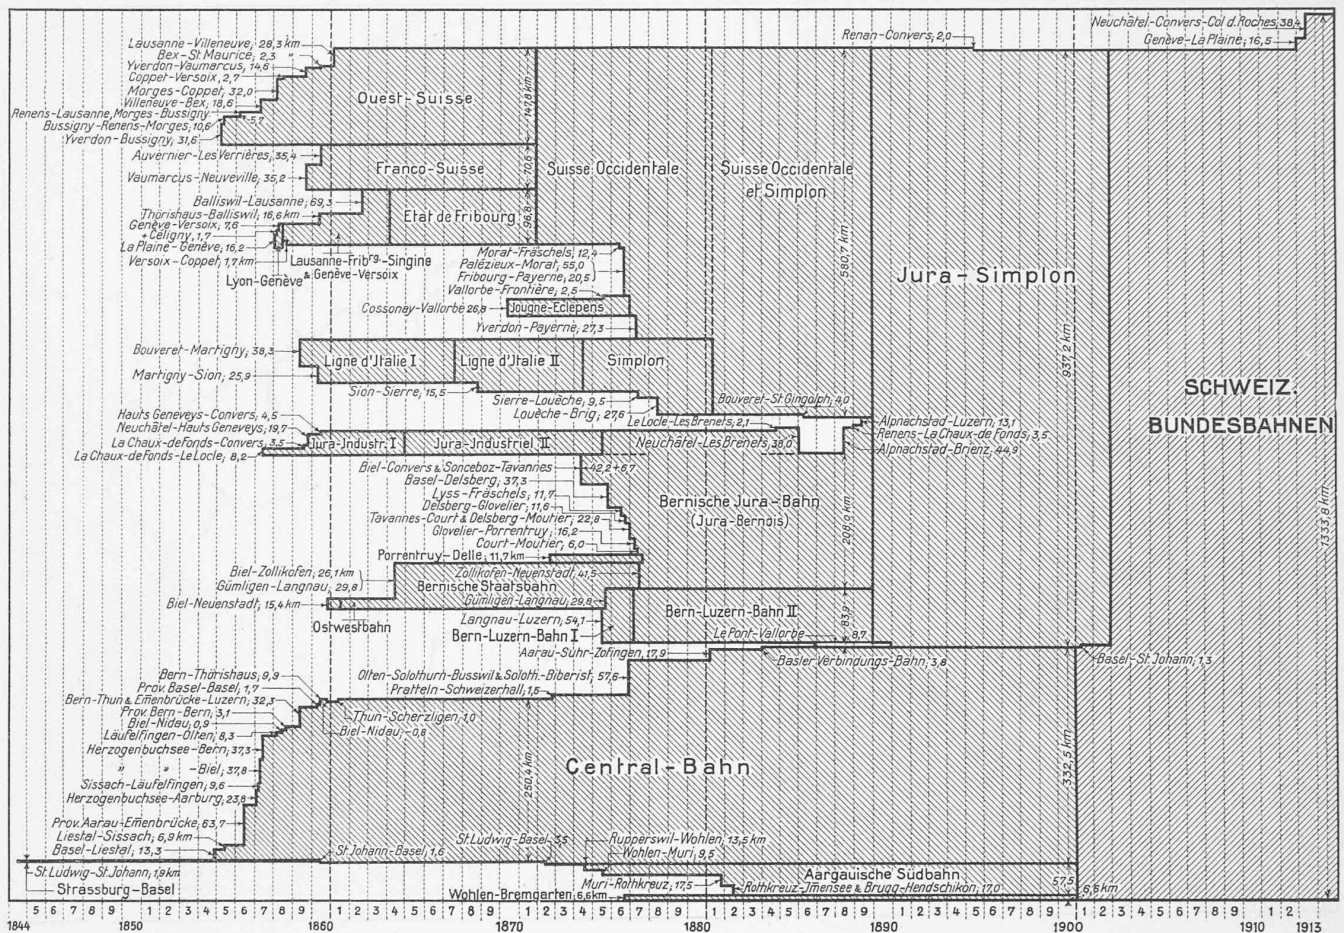 Neuchâtel-Convers-Col d. Roches, 38,4
Renan-Convers, 2,0
Genève-La Plaine, 16,5
Lausanne-Villeneuve, 28,3 km
Bex-St Maurice, 2,3 "
Yverdon-Vaumarcus, 14,6
Coppet-Versoix, 2,7
Morges-Coppet, 32,0
Villeneuve-Bex, 18,6
Renens-Lausanne, Morges-Bussigny
5,7
Bussigny-Renens-Morges, 10,6
Yverdon-Bussigny, 31,6
Ouest-Suisse
147,8 km
Auvernier-Les Verrières, 35,4
Vaumarcus-Neuveville, 35,2
Franco-Suisse
70,6
Suisse Occidentale
Suisse Occidentale
et Simplon
580,7 km
Balliswil-Lausanne, 69,3
Thörishaus-Balliswil, 16,6 km
Genève-Versoix, 7,6
+ Céligny, 1,7
La Plaine-Genève, 16,2
Versoix-Coppet, 1,7 km
Etat de Fribourg
96,8
Lausanne-Fribrg.-Singine
& Genève-Versoix
Lyon-Genève
Morat-Fräschels, 12,4
Palézieux-Morat, 55,0
Fribourg-Payerne, 20,5
Vallorbe-Frontière, 2,5
Cossonay-Vallorbe 26,8
Jougne-Eclépens
Yverdon-Payerne, 27,3
Jura-Simplon
937,2 km
Bouveret-Martigny, 38,3
Martigny-Sion, 25,9
Ligne d'Jtalie I
Ligne d'Jtalie II
Simplon
Sion-Sierre, 15,5
Sierre-Louèche, 9,5
Louèche-Brig, 27,6
Bouveret-St Gingolph, 4,0
SCHWEIZ.
BUNDESBAHNEN
1333,8 km
Hauts Geneveys-Convers, 4,5
Neuchâtel-Hauts Geneveys, 19,7
La Chaux-de Fonds-Convers, 3,5
La Chaux-de Fonds-Le Locle, 8,2
Jura-Jndustr. I
Jura-Jndustriel II
Le Locle-Les Brenets, 2,1
Neuchâtel-Les Brenets, 38,0
Alpnachstad-Luzern, 13,1
Renens-La Chaux de Fonds, 3,5
Alpnachstad-Brienz, 44,9
Biel-Convers & Sonceboz-Tavannes
42,2+6,7
Basel-Delsberg, 37,3
Lyss-Fräschels, 11,7
Delsberg-Glovelier, 11,6
Tavannes-Court & Delsberg-Moutier, 22,8
Glovelier-Porrentruy, 16,2
Court-Moutier, 6,0
Porrentruy-Delle, 11,7 km
Bernische Jura-Bahn
(Jura-Bernois)
Biel-Zollikofen, 26,1 km
Gümligen-Langnau, 29,8
Biel-Neuenstadt, 15,4 km
Ostwestbahn
Zollikofen-Neuenstadt, 41,5
Bernische Staatsbahn
Gümligen-Langnau, 29,8
Langnau-Luzern, 54,1
Bern-Luzern-Bahn I
Bern-Luzern-Bahn II
83,9
Le Pont-Vallorbe
8,7
Aarau-Suhr-Zofingen, 17,9
Basler Verbindungs-Bahn, 3,8
Basel-St. Johann, 1,3
Olten-Solothurn-Busswil & Soloth.-Biberist, 57,6
Pratteln-Schweizerhall, 1,5
Bern-Thörishaus, 9,9
Prov. Basel-Basel, 1,7
Bern-Thun & Emenbrücke-Luzern, 32,3
Prov. Bern-Bern, 3,1
Biel-Nidau, 0,9
Läufelfingen-Olten, 8,3
Herzogenbuchsee-Bern, 37,3
" " -Biel, 37,8
Sissach-Läufelfingen, 9,6
Herzogenbuchsee-Aarburg, 23,8
Prov. Aarau-Emenbrücke, 63,7
Liestal-Sissach, 6,9 km
Basel-Liestal, 13,3
Thun-Scherzligen, 1,0
Biel-Nidau, -0,8
Central-Bahn
250,4 km
332,5 km
St. Ludwig-St. Johann, 1,9 km
Strassburg-Basel
St. Johann-Basel, 1,6
St. Ludwig-Basel, 3,5
Rupperswil-Wohlen, 13,5 km
Wohlen-Muri, 9,5
Muri-Rothkreuz, 17,5
Aargauische Südbahn
57,5
Rothkreuz-Jmensee & Brugg-Hendschikon, 17,0
Wohlen-Bremgarten, 6,6 km
6,6 km
5 6 7 8 9 1 2 3 4 5 6 7 8 9 1 2 3 4 5 6 7 8 9 1 2 3 4 5 6 7 8 9 1 2 3 4 5 6 7 8 9 1 2 3 4 5 6 7 8 9 1 2 3 4 5 6 7 8 9 1 2
1844 1850 1860 1870 1880 1890 1900 1910 1913